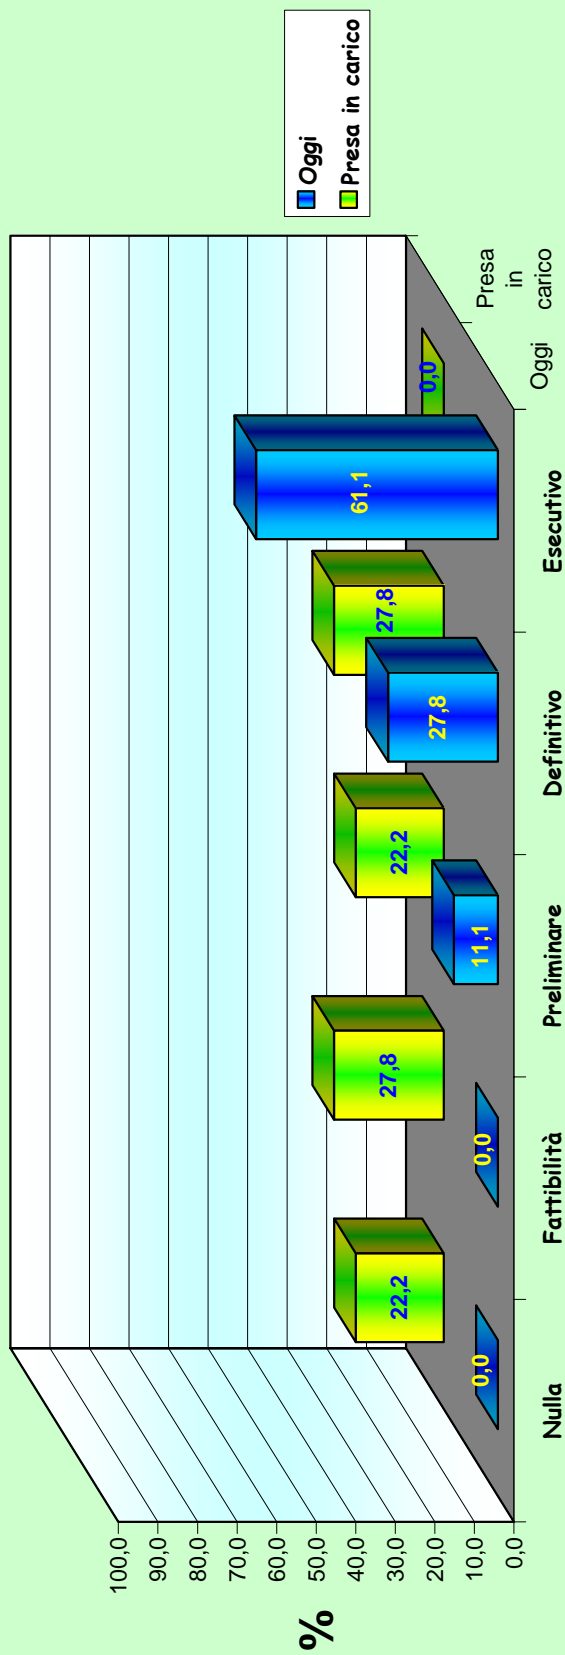 %
100,0
90,0
80,0
70,0
60,0
50,0
40,0
30,0
20,0
10,0
0,0
Nulla
Fattibilità
Preliminare
Definitivo
Esecutivo
Oggi
Presa
in
carico
0,0
0,0
11,1
27,8
61,1
22,2
27,8
22,2
27,8
0,0
Oggi
Presa in carico